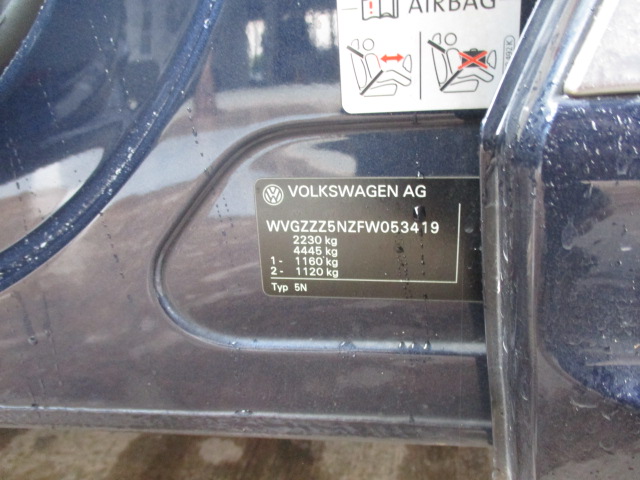 AIRBAG
VOLKSWAGEN AG
WVGZZZ5NZFW053419
2230 kg
4445 kg
1- 1160 kg
2- 1120 kg
Typ 5N